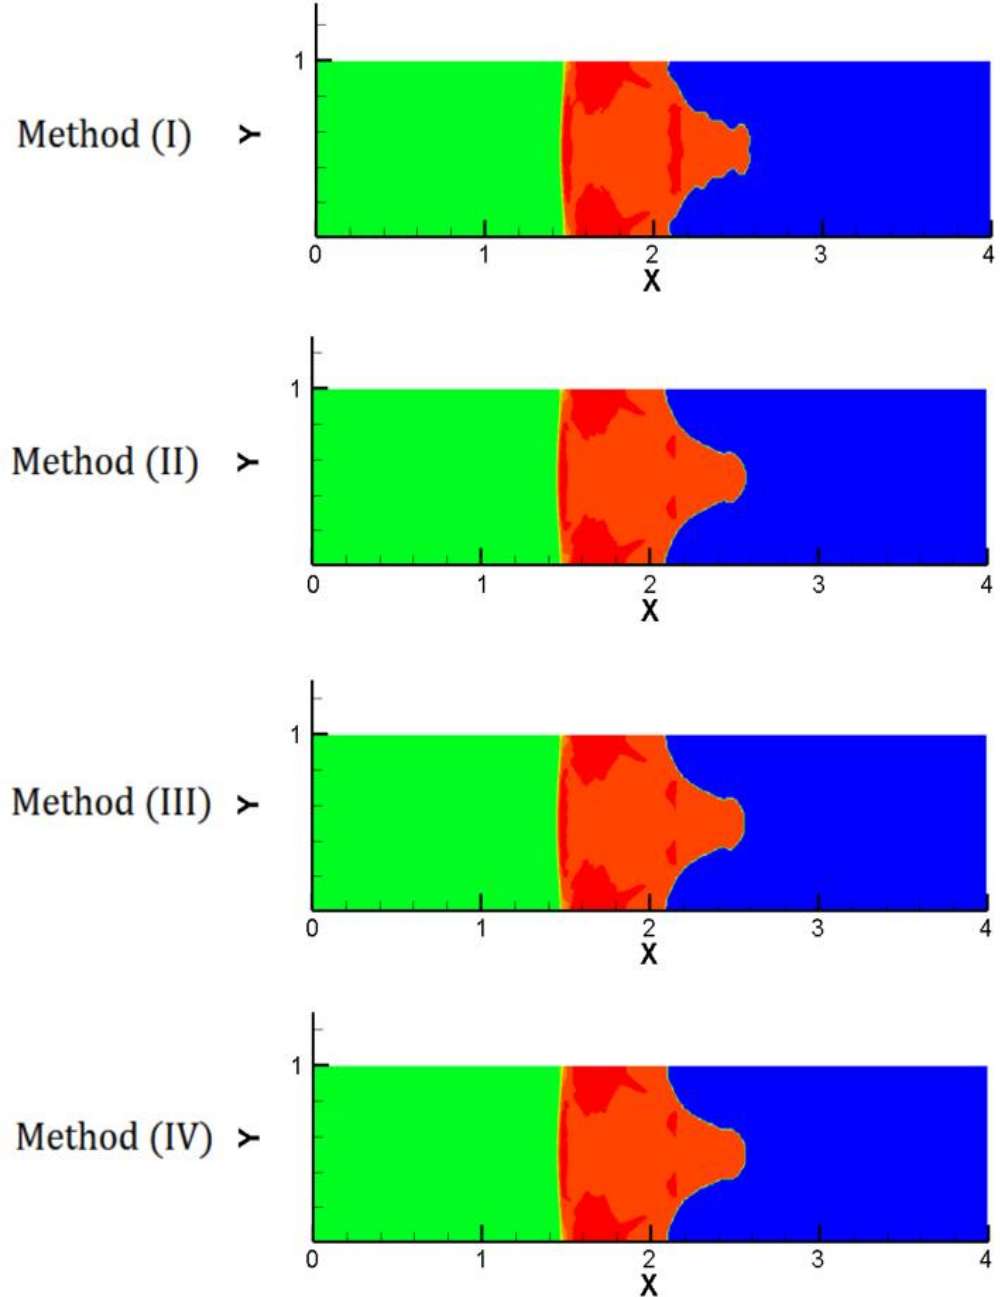 1
Method (I) Y
0 1 2 3 4
X
1
Method (II) Y
0 1 2 3 4
X
1
Method (III) Y
0 1 2 3 4
X
1
Method (IV) Y
0 1 2 3 4
X